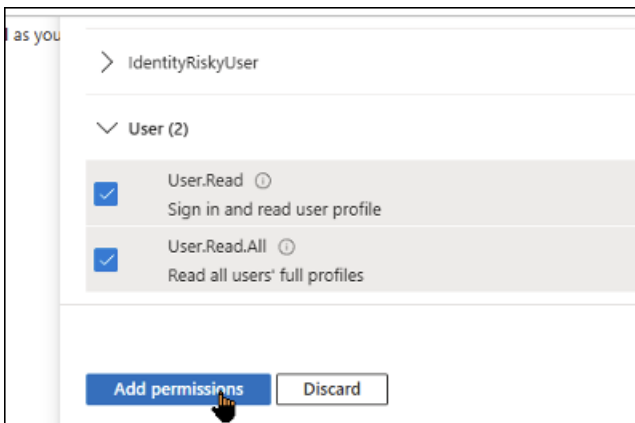 l as you
IdentityRiskyUser
User (2)
User.Read
Sign in and read user profile
User.Read.All
Read all users' full profiles
Add permissions
Discard